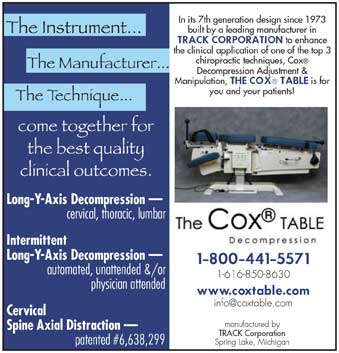 The Instrument...
The Manufacturer...
The Technique...
come together for
the best quality
clinical outcomes.
Long-Y-Axis Decompression —
cervical, thoracic, lumbar
Intermittent
Long-Y-Axis Decompression —
automated, unattended &/or
physician attended
Cervical
Spine Axial Distraction —
patented #6,638,299
In its 7th generation design since 1973
built by a leading manufacturer in
TRACK CORPORATION to enhance
the clinical application of one of the top 3
chiropractic techniques, Cox®
Decompression Adjustment &
Manipulation, THE COX® TABLE is for
you and your patients!
The Cox® TABLE
Decompression
1-800-441-5571
1-616-850-8630
www.coxtable.com
info@coxtable.com
manufactured by
TRACK Corporation
Spring Lake, Michigan